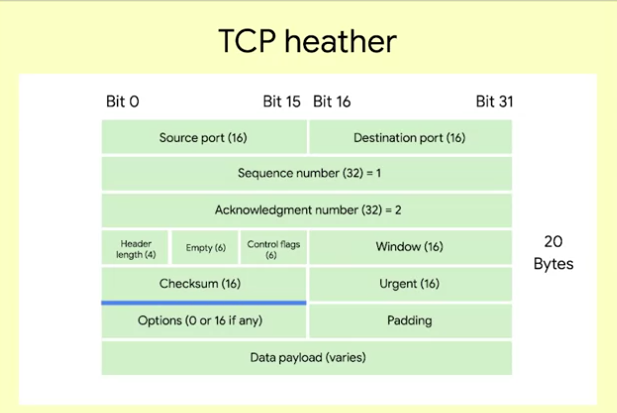 TCP heather
Bit 0 Bit 15 Bit 16 Bit 31
Source port (16) Destination port (16)
Sequence number (32) = 1
Acknowledgment number (32) = 2
Header
length (4)
Empty (6)
Control flags
(6)
Window (16)
20
Bytes
Checksum (16) Urgent (16)
Options (0 or 16 if any) Padding
Data payload (varies)